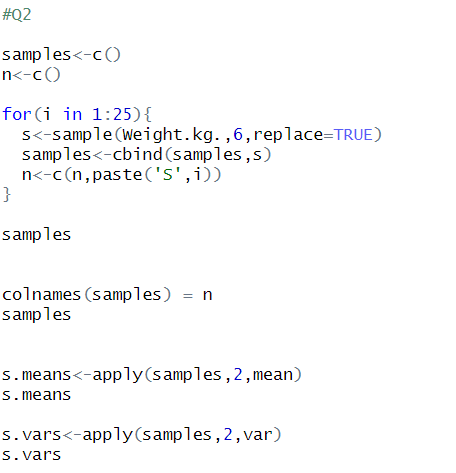 #Q2
samples<-c()
n<-c()
for(i in 1:25){
  s<-sample(Weight.kg.,6,replace=TRUE)
  samples<-cbind(samples,s)
  n<-c(n,paste('S',i))
}
samples
colnames(samples) = n
samples
s.means<-apply(samples,2,mean)
s.means
s.vars<-apply(samples,2,var)
s.vars